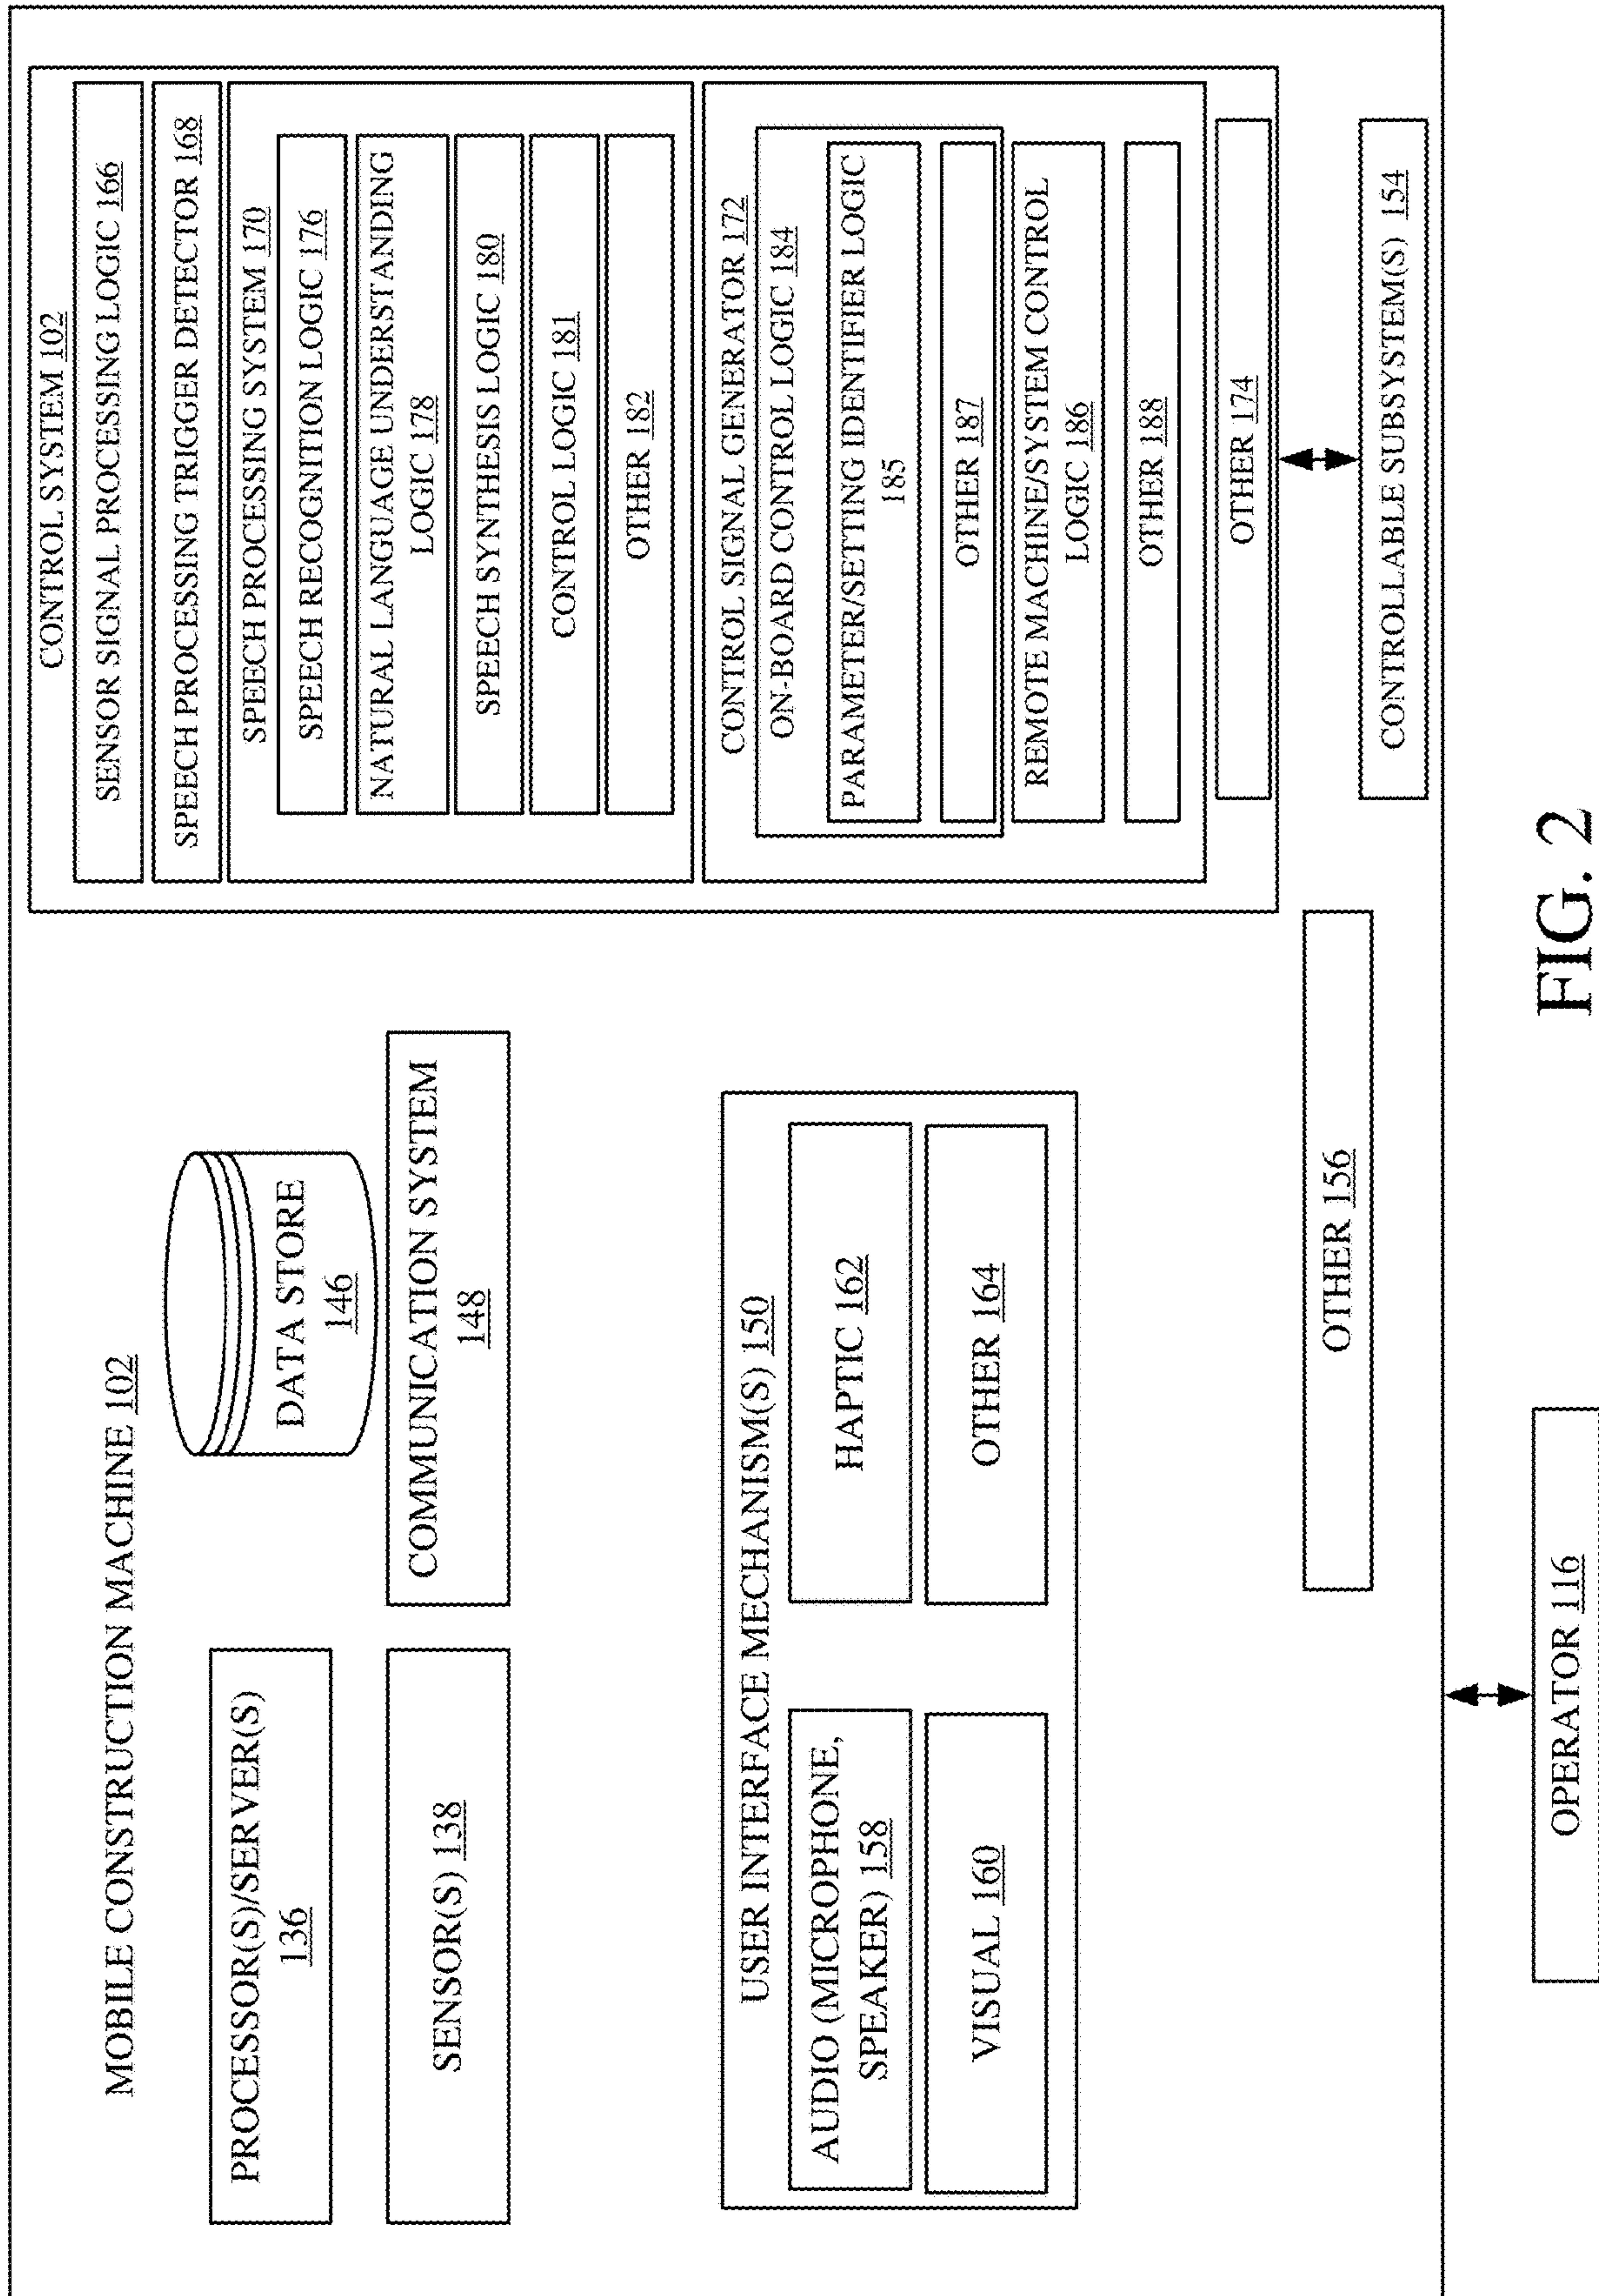 MOBILE CONSTRUCTION MACHINE 102
PROCESSOR(S)/SERVER(S)
136
DATA STORE
146
SENSOR(S) 138
COMMUNICATION SYSTEM
148
USER INTERFACE MECHANISM(S) 150
AUDIO (MICROPHONE,
SPEAKER) 158
HAPTIC 162
VISUAL 160
OTHER 164
OTHER 156
CONTROL SYSTEM 102
SENSOR SIGNAL PROCESSING LOGIC 166
SPEECH PROCESSING TRIGGER DETECTOR 168
SPEECH PROCESSING SYSTEM 170
SPEECH RECOGNITION LOGIC 176
NATURAL LANGUAGE UNDERSTANDING
LOGIC 178
SPEECH SYNTHESIS LOGIC 180
CONTROL LOGIC 181
OTHER 182
CONTROL SIGNAL GENERATOR 172
ON-BOARD CONTROL LOGIC 184
PARAMETER/SETTING IDENTIFIER LOGIC
185
OTHER 187
REMOTE MACHINE/SYSTEM CONTROL
LOGIC 186
OTHER 188
OTHER 174
CONTROLLABLE SUBSYSTEM(S) 154
OPERATOR 116
FIG. 2